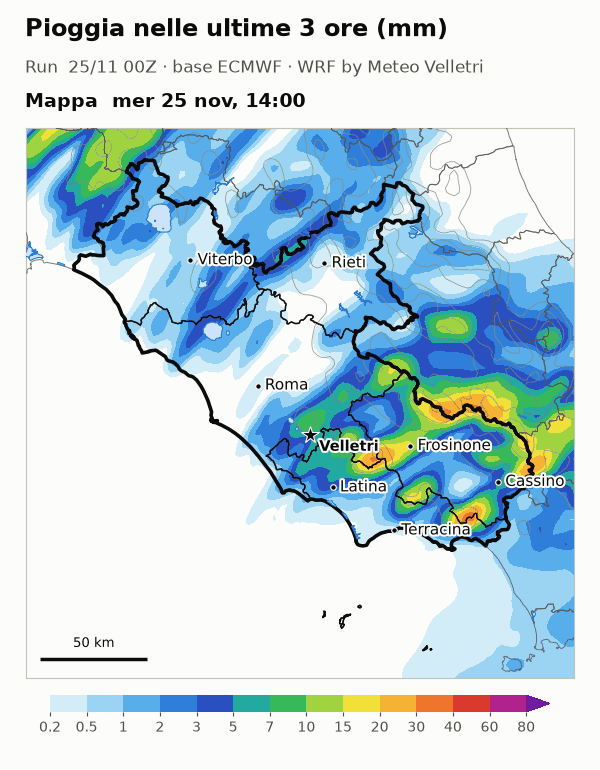 Pioggia nelle ultime 3 ore (mm)
Run  25/11 00Z · base ECMWF · WRF by Meteo Velletri
Mappa  mer 25 nov, 14:00
Viterbo
Rieti
Roma
Velletri
Frosinone
Cassino
Latina
Terracina
50 km
0.2 0.5 1 2 3 5 7 10 15 20 30 40 60 80